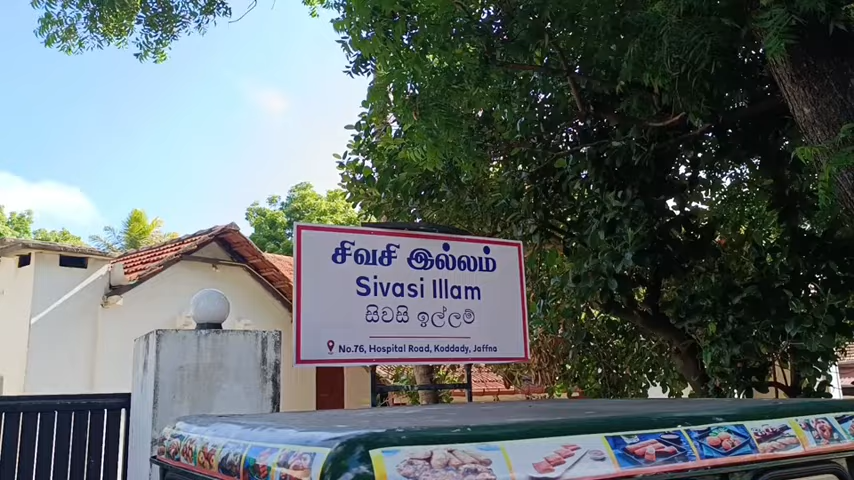 சிவசி இல்லம்
Sivasi Illam
සිවසි ඉල්ලම්
No.76, Hospital Road, Koddady, Jaffna